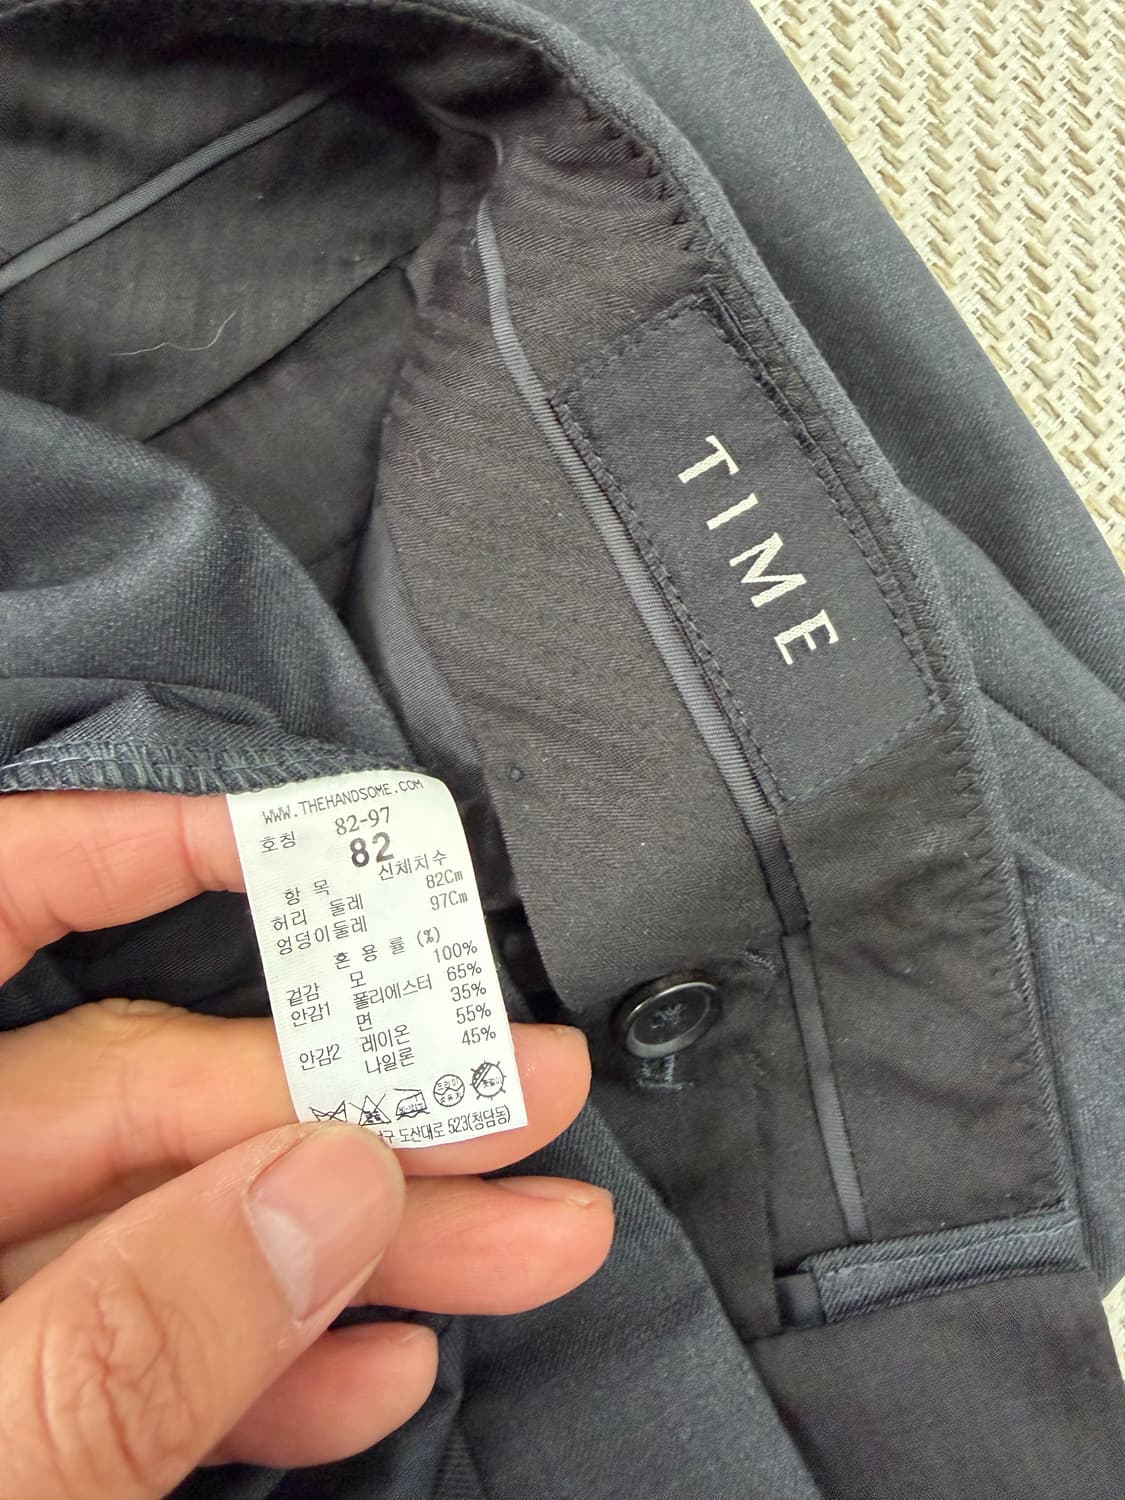 TIME
WWW.THEHANDSOME.COM
호칭 82-97
82
항 목 신체치수
허리 둘레 82Cm
엉덩이둘레 97Cm
혼 용 률 (%)
겉감 모 100%
안감1 폴리에스터 65%
면 35%
안감2 레이온 55%
나일론 45%
도산대로 523(청담동)